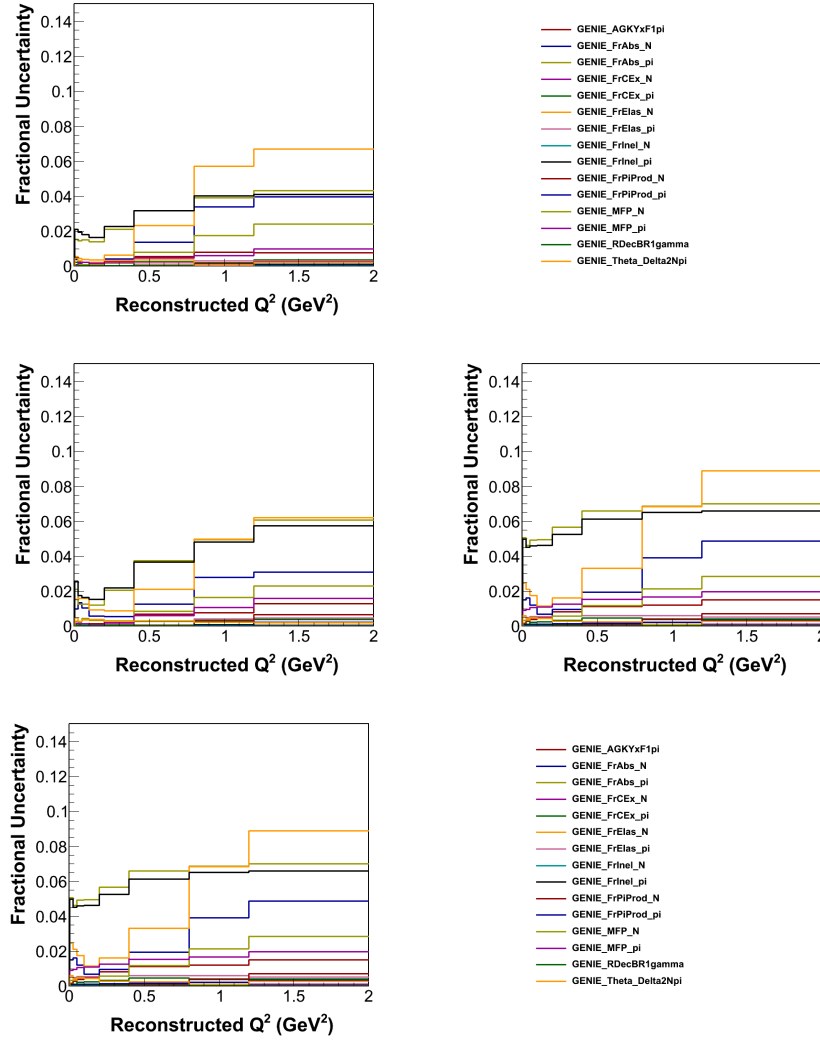 0.14
0.12
0.1
0.08
0.06
0.04
0.02
0
Fractional Uncertainty
0 0.5 1 1.5 2
Reconstructed Q² (GeV²)
GENIE_AGKYxF1pi
GENIE_FrAbs_N
GENIE_FrAbs_pi
GENIE_FrCEx_N
GENIE_FrCEx_pi
GENIE_FrElas_N
GENIE_FrElas_pi
GENIE_FrInel_N
GENIE_FrInel_pi
GENIE_FrPiProd_N
GENIE_FrPiProd_pi
GENIE_MFP_N
GENIE_MFP_pi
GENIE_RDecBR1gamma
GENIE_Theta_Delta2Npi
0.14
0.12
0.1
0.08
0.06
0.04
0.02
0
Fractional Uncertainty
0 0.5 1 1.5 2
Reconstructed Q² (GeV²)
0.14
0.12
0.1
0.08
0.06
0.04
0.02
0
Fractional Uncertainty
0 0.5 1 1.5 2
Reconstructed Q² (GeV²)
0.14
0.12
0.1
0.08
0.06
0.04
0.02
0
Fractional Uncertainty
0 0.5 1 1.5 2
Reconstructed Q² (GeV²)
GENIE_AGKYxF1pi
GENIE_FrAbs_N
GENIE_FrAbs_pi
GENIE_FrCEx_N
GENIE_FrCEx_pi
GENIE_FrElas_N
GENIE_FrElas_pi
GENIE_FrInel_N
GENIE_FrInel_pi
GENIE_FrPiProd_N
GENIE_FrPiProd_pi
GENIE_MFP_N
GENIE_MFP_pi
GENIE_RDecBR1gamma
GENIE_Theta_Delta2Npi